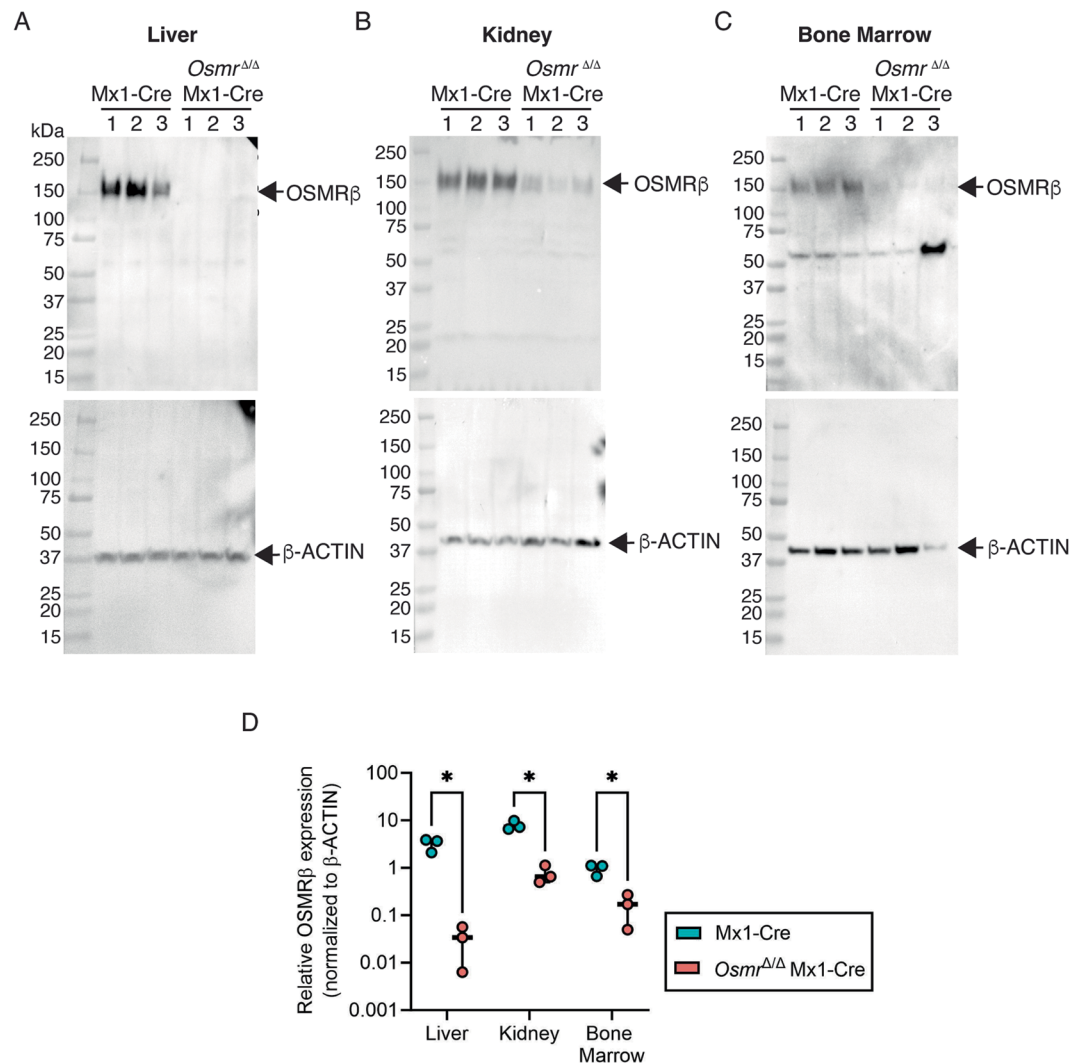 A
Liver
Osmr Δ/Δ
Mx1-Cre Mx1-Cre
1 2 3 1 2 3
kDa
250
150
100
75
50
37
25
20
15
OSMRβ
250
150
100
75
50
37
25
20
15
β-ACTIN
B
Kidney
Osmr Δ/Δ
Mx1-Cre Mx1-Cre
1 2 3 1 2 3
250
150
100
75
50
37
25
20
15
OSMRβ
250
150
100
75
50
37
25
20
15
β-ACTIN
C
Bone Marrow
Osmr Δ/Δ
Mx1-Cre Mx1-Cre
1 2 3 1 2 3
250
150
100
75
50
37
25
20
15
OSMRβ
250
150
100
75
50
37
25
20
15
β-ACTIN
D
Relative OSMRβ expression
(normalized to β-ACTIN)
100
10
1
0.1
0.01
0.001
* * *
Liver Kidney Bone
Marrow
Mx1-Cre
OsmrΔ/Δ Mx1-Cre